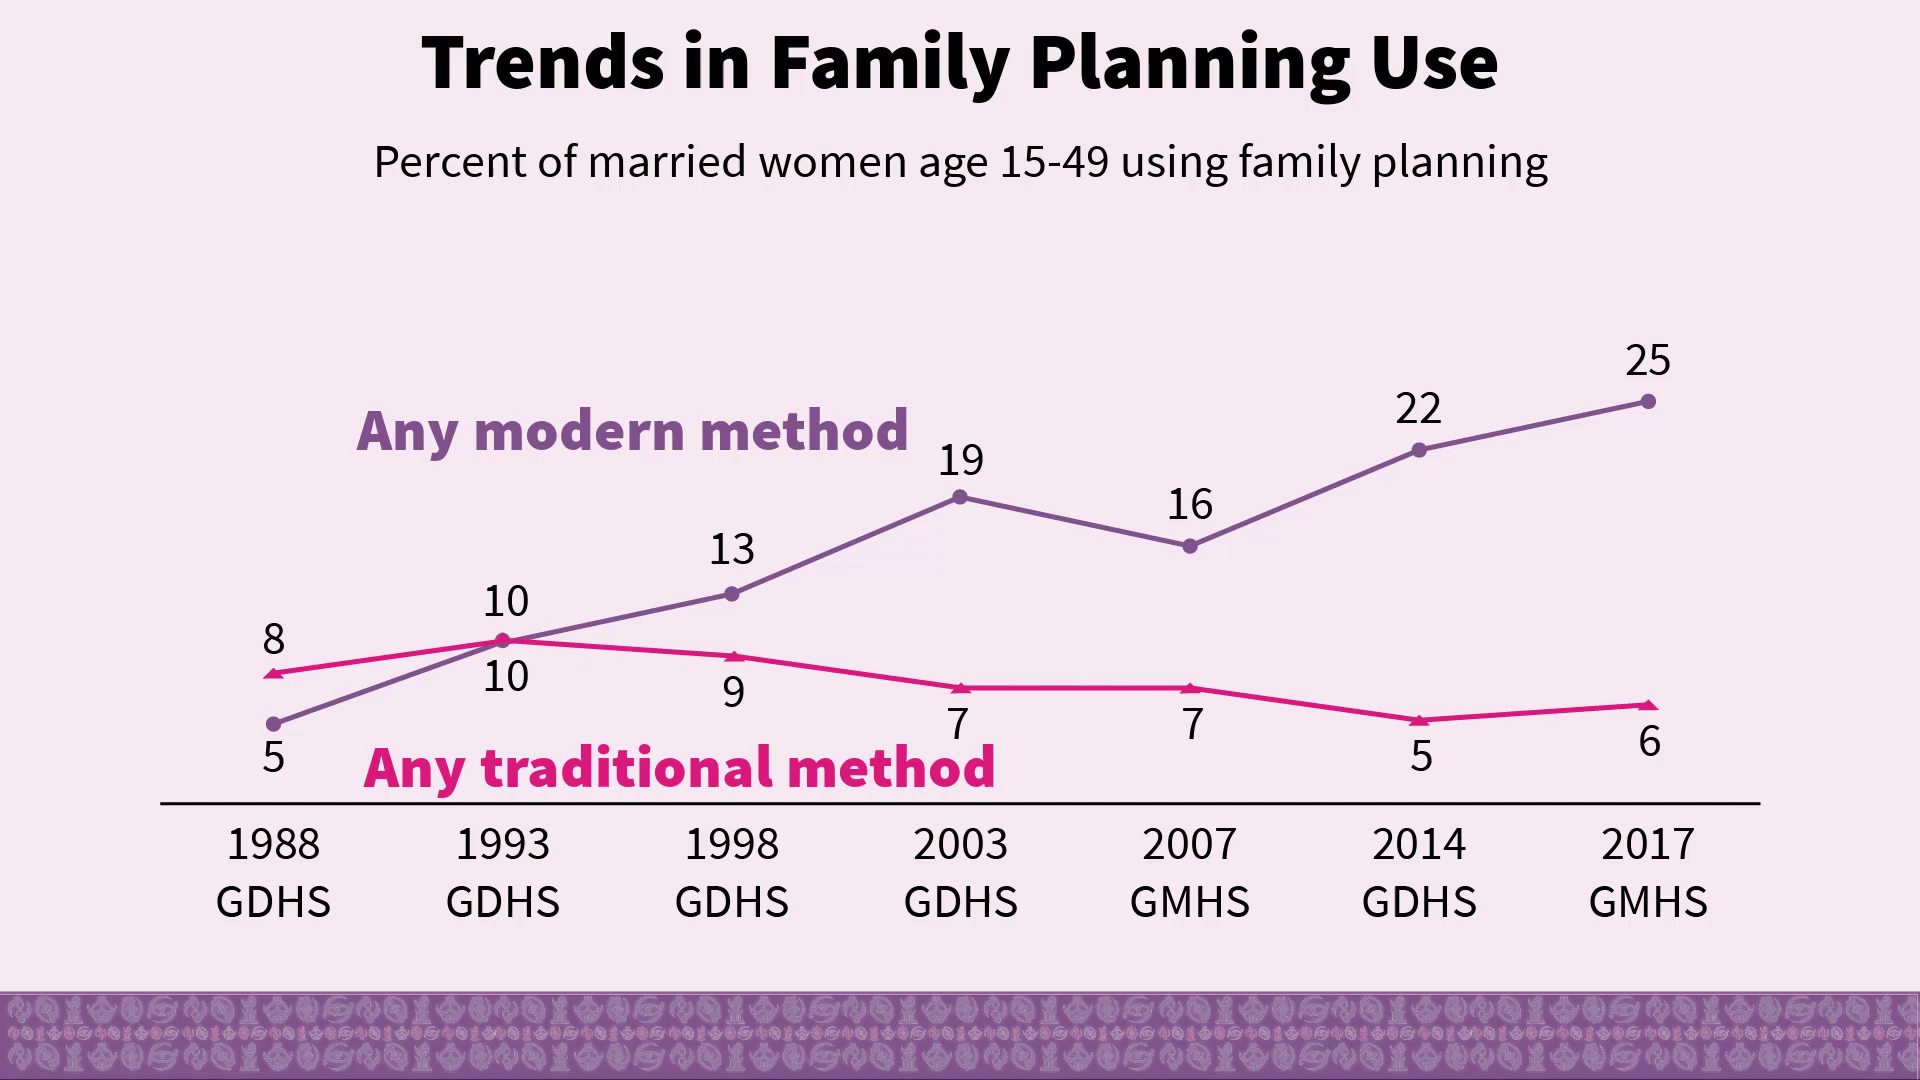 Trends in Family Planning Use
Percent of married women age 15-49 using family planning
25
22
Any modern method
19
16
13
10
8
10
9
7
7
6
5
5
Any traditional method
1988 1993 1998 2003 2007 2014 2017
GDHS GDHS GDHS GDHS GMHS GDHS GMHS